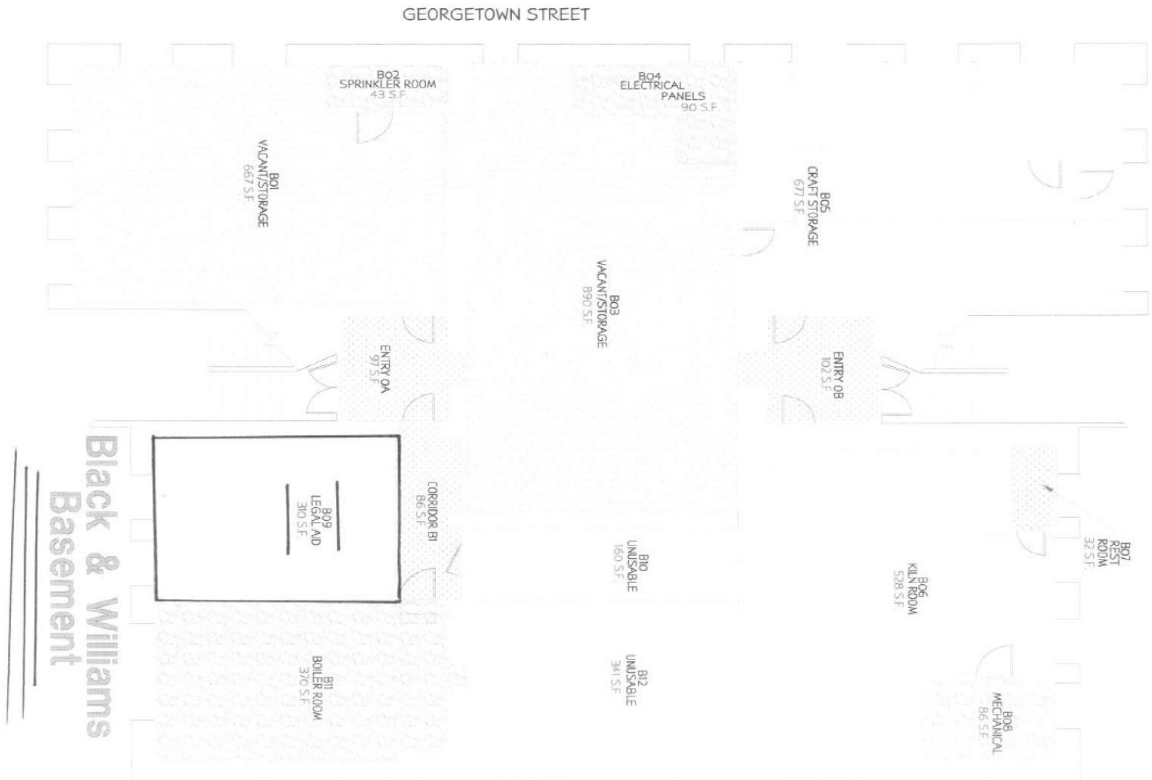 GEORGETOWN STREET
B02
SPRINKLER ROOM
43 S.F.
B04
ELECTRICAL
PANELS
90 S.F.
B01
VACANT/STORAGE
667 S.F.
B05
CRAFT STORAGE
677 S.F.
B03
VACANT/STORAGE
890 S.F.
ENTRY 0A
97 S.F.
ENTRY 0B
102 S.F.
B09
LEGAL AID
310 S.F.
CORRIDOR B1
86 S.F.
B10
UNUSABLE
160 S.F.
B06
KILN ROOM
528 S.F.
B07
REST
ROOM
32 S.F.
B11
BOILER ROOM
370 S.F.
B12
UNUSABLE
341 S.F.
B08
MECHANICAL
86 S.F.
Black & Williams
Basement